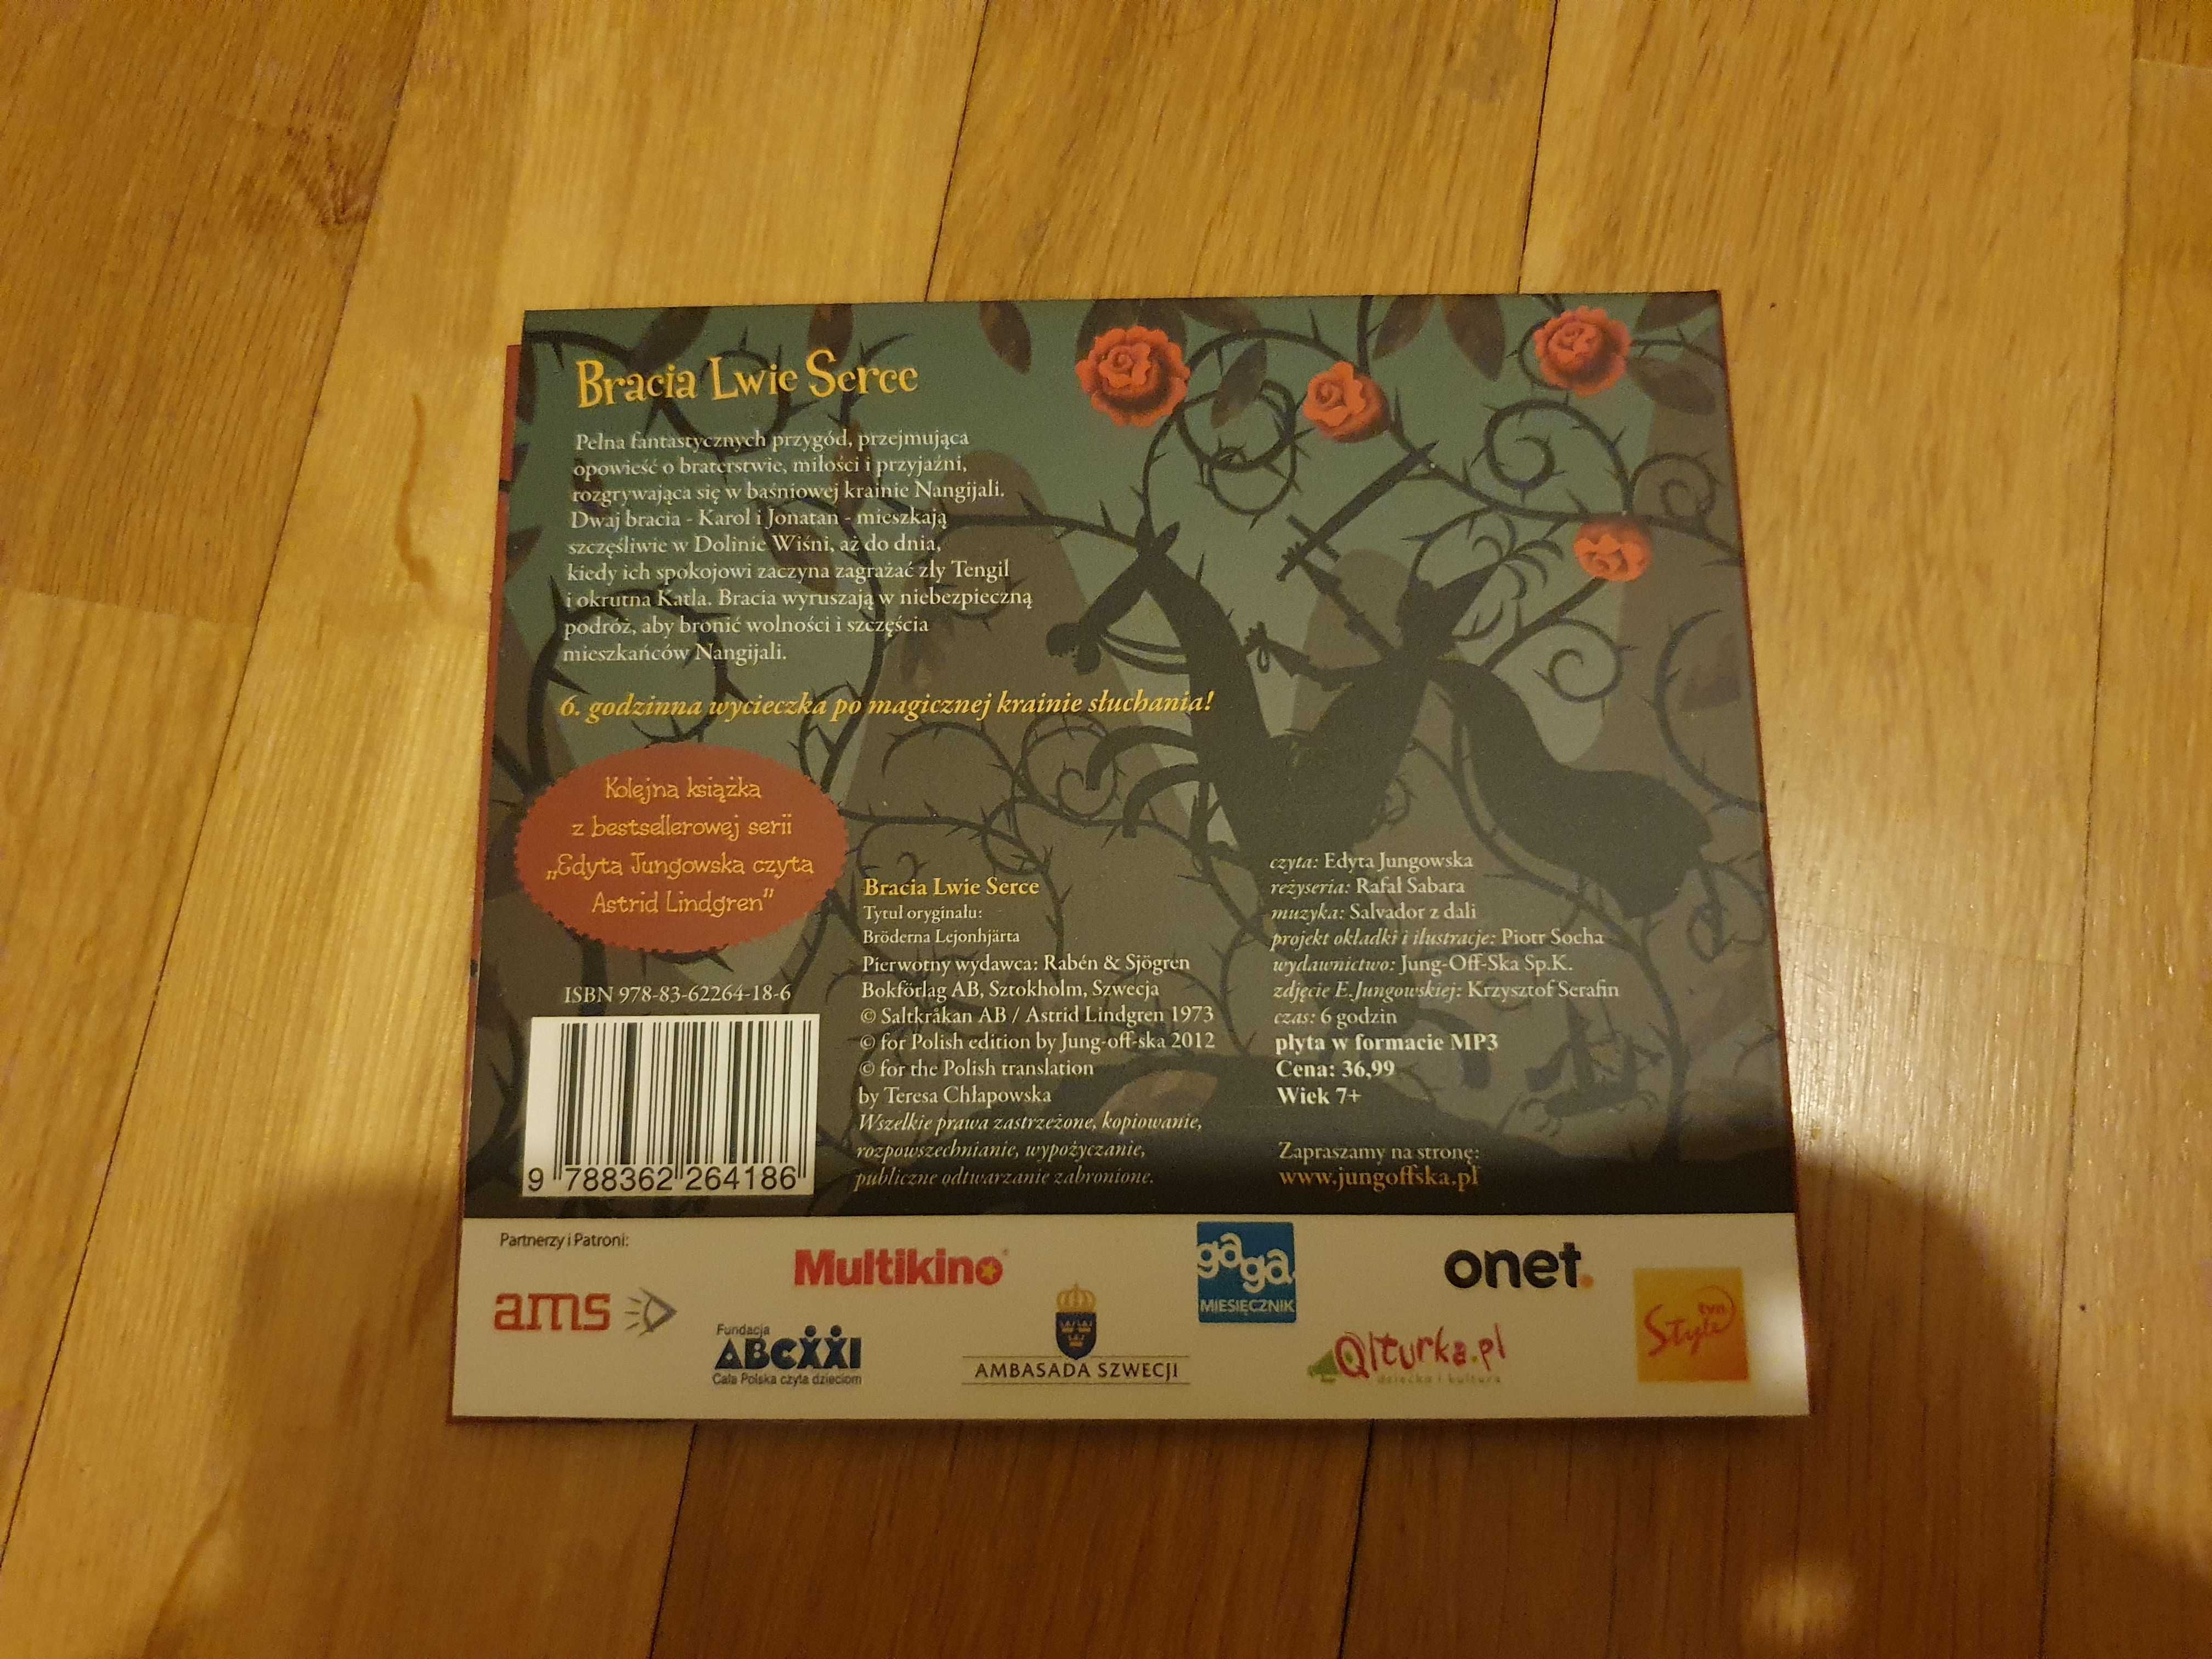 Bracia Lwie Serce
Pełna fantastycznych przygód, przejmująca
opowieść o braterstwie, miłości i przyjaźni,
rozgrywająca się w baśniowej krainie Nangijali.
Dwaj bracia - Karol i Jonatan - mieszkają
szczęśliwie w Dolinie Wiśni, aż do dnia,
kiedy ich spokojowi zaczyna zagrażać zły Tengil
i okrutna Katla. Bracia wyruszają w niebezpieczną
podróż, aby bronić wolności i szczęścia
mieszkańców Nangijali.
6. godzinna wycieczka po magicznej krainie słuchania!
Kolejna książka
z bestsellerowej serii
„Edyta Jungowska czyta
Astrid Lindgren”
ISBN 978-83-62264-18-6
9 788362 264186
Bracia Lwie Serce
Tytuł oryginału:
Bröderna Lejonhjärta
Pierwotny wydawca: Rabén & Sjögren
Bokförlag AB, Sztokholm, Szwecja
© Saltkråkan AB / Astrid Lindgren 1973
© for Polish edition by Jung-off-ska 2012
© for the Polish translation
by Teresa Chłapowska
Wszelkie prawa zastrzeżone, kopiowanie,
rozpowszechnianie, wypożyczanie,
publiczne odtwarzanie zabronione.
czyta: Edyta Jungowska
reżyseria: Rafał Sabara
muzyka: Salvador z dali
projekt okładki i ilustracje: Piotr Socha
wydawnictwo: Jung-Off-Ska Sp.K.
zdjęcie E.Jungowskiej: Krzysztof Serafin
czas: 6 godzin
płyta w formacie MP3
Cena: 36,99
Wiek 7+
Zapraszamy na stronę:
www.jungoffska.pl
Partnerzy i Patroni:
ams
Multikino
Fundacja
ABCXXI
Cała Polska czyta dzieciom
AMBASADA SZWECJI
gaga
MIESIĘCZNIK
Qlturka.pl
dziecko i kultura
onet.
tvn
Style